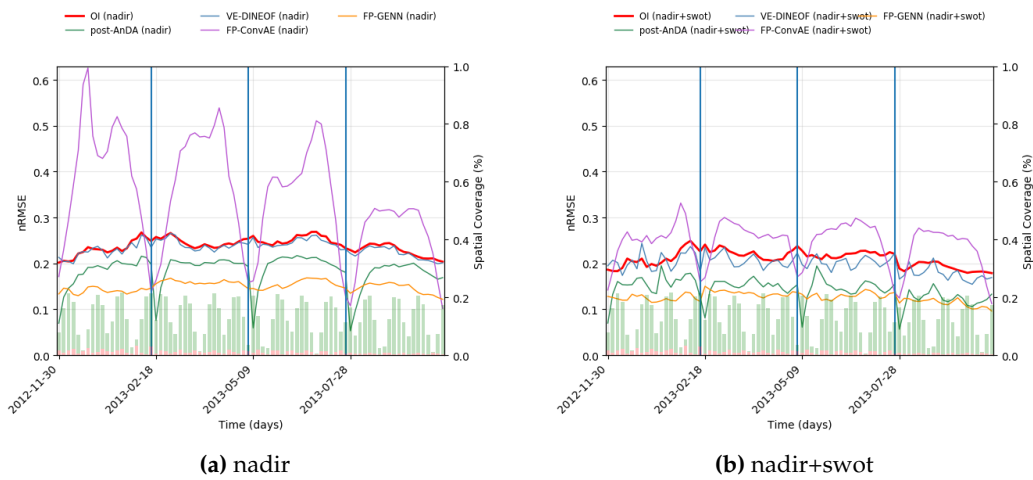 OI (nadir) VE-DINEOF (nadir) FP-GENN (nadir)
post-AnDA (nadir) FP-ConvAE (nadir)
0.6
0.5
0.4
0.3
0.2
0.1
0.0
nRMSE
1.0
0.8
0.6
0.4
0.2
0.0
Spatial Coverage (%)
2012-11-30 2013-02-18 2013-05-09 2013-07-28
Time (days)
(a) nadir
OI (nadir+swot) VE-DINEOF (nadir+swot) FP-GENN (nadir+swot)
post-AnDA (nadir+swot) FP-ConvAE (nadir+swot)
0.6
0.5
0.4
0.3
0.2
0.1
0.0
nRMSE
1.0
0.8
0.6
0.4
0.2
0.0
Spatial Coverage (%)
2012-11-30 2013-02-18 2013-05-09 2013-07-28
Time (days)
(b) nadir+swot